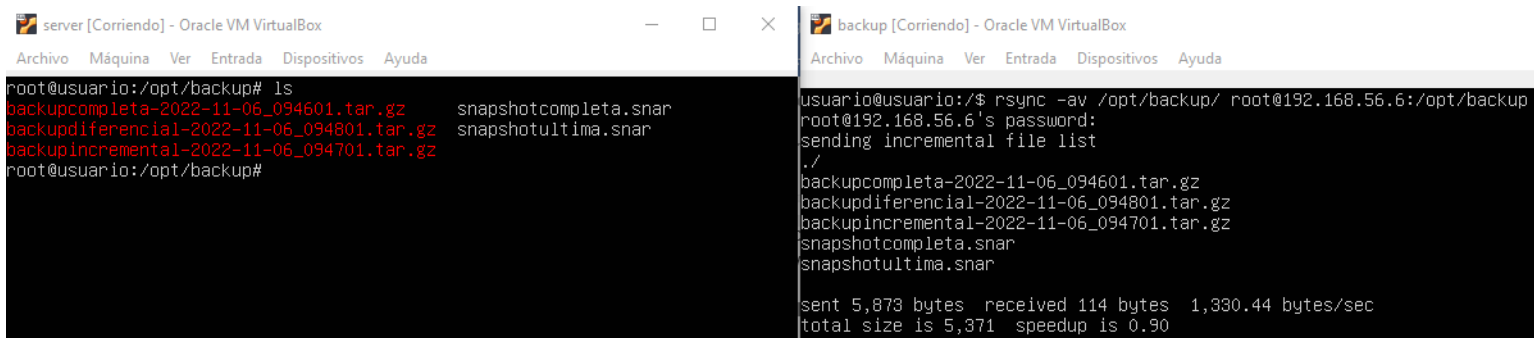 server [Corriendo] - Oracle VM VirtualBox
Archivo Máquina Ver Entrada Dispositivos Ayuda
root@usuario:/opt/backup# ls
backupcompleta-2022-11-06_094601.tar.gz snapshotcompleta.snar
backupdiferencial-2022-11-06_094801.tar.gz snapshotultima.snar
backupincremental-2022-11-06_094701.tar.gz
root@usuario:/opt/backup#
backup [Corriendo] - Oracle VM VirtualBox
Archivo Máquina Ver Entrada Dispositivos Ayuda
usuario@usuario:/$ rsync -av /opt/backup/ root@192.168.56.6:/opt/backup
root@192.168.56.6's password:
sending incremental file list
./
backupcompleta-2022-11-06_094601.tar.gz
backupdiferencial-2022-11-06_094801.tar.gz
backupincremental-2022-11-06_094701.tar.gz
snapshotcompleta.snar
snapshotultima.snar
sent 5,873 bytes received 114 bytes 1,330.44 bytes/sec
total size is 5,371 speedup is 0.90